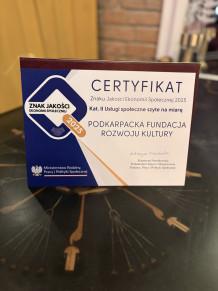 CERTYFIKAT
Znaku Jakości Ekonomii Społecznej 2023
Kat. II Usługi społeczne szyte na miarę
ZNAK JAKOŚCI
EKONOMII SPOŁECZNEJ
2023
PODKARPACKA FUNDACJA
ROZWOJU KULTURY
Ministerstwo Rodziny,
Pracy i Polityki Społecznej